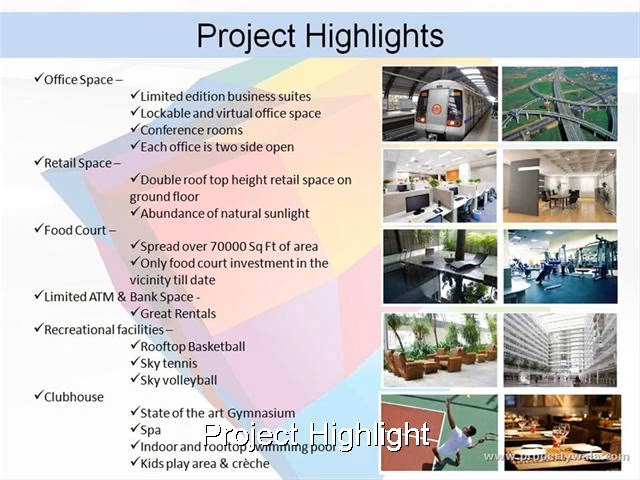 Project Highlights
✓Office Space –
✓Limited edition business suites
✓Lockable and virtual office space
✓Conference rooms
✓Each office is two side open
✓Retail Space –
✓Double roof top height retail space on
ground floor
✓Abundance of natural sunlight
✓Food Court –
✓Spread over 70000 Sq Ft of area
✓Only food court investment in the
vicinity till date
✓Limited ATM & Bank Space -
✓Great Rentals
✓Recreational facilities –
✓Rooftop Basketball
✓Sky tennis
✓Sky volleyball
✓Clubhouse
✓State of the art Gymnasium
✓Spa
✓Indoor and rooftop swimming pool
✓Kids play area & crèche
Project Highlight
www.propertywala.com